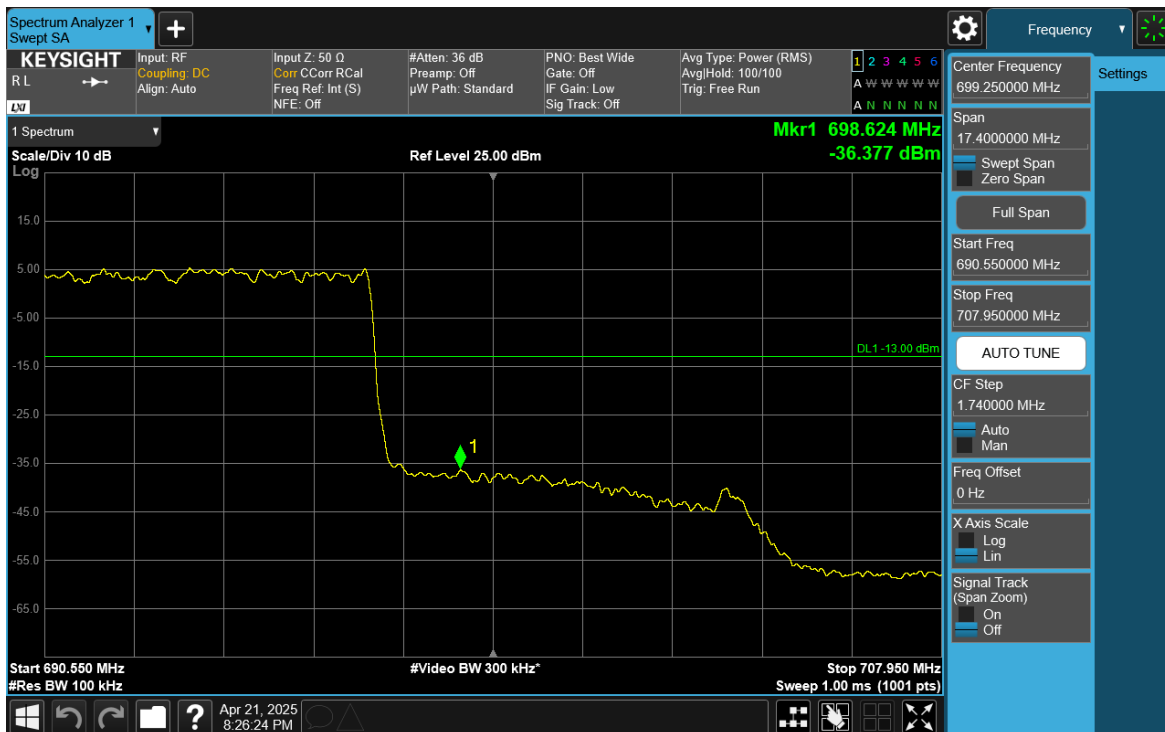 Spectrum Analyzer 1
Swept SA
+
Frequency
KEYSIGHT
R L
LXI
Input: RF
Coupling: DC
Align: Auto
Input Z: 50 Ω
Corr CCorr RCal
Freq Ref: Int (S)
NFE: Off
#Atten: 36 dB
Preamp: Off
µW Path: Standard
PNO: Best Wide
Gate: Off
IF Gain: Low
Sig Track: Off
Avg Type: Power (RMS)
Avg|Hold: 100/100
Trig: Free Run
1 2 3 4 5 6
A W W W W W
A N N N N N
1 Spectrum
Scale/Div 10 dB
Log
Ref Level 25.00 dBm
Mkr1 698.624 MHz
-36.377 dBm
15.0
5.00
-5.00
DL1 -13.00 dBm
-15.0
-25.0
-35.0
1
-45.0
-55.0
-65.0
Start 690.550 MHz
#Res BW 100 kHz
#Video BW 300 kHz*
Stop 707.950 MHz
Sweep 1.00 ms (1001 pts)
Center Frequency
699.250000 MHz
Settings
Span
17.4000000 MHz
Swept Span
Zero Span
Full Span
Start Freq
690.550000 MHz
Stop Freq
707.950000 MHz
AUTO TUNE
CF Step
1.740000 MHz
Auto
Man
Freq Offset
0 Hz
X Axis Scale
Log
Lin
Signal Track
(Span Zoom)
On
Off
?
Apr 21, 2025
8:26:24 PM